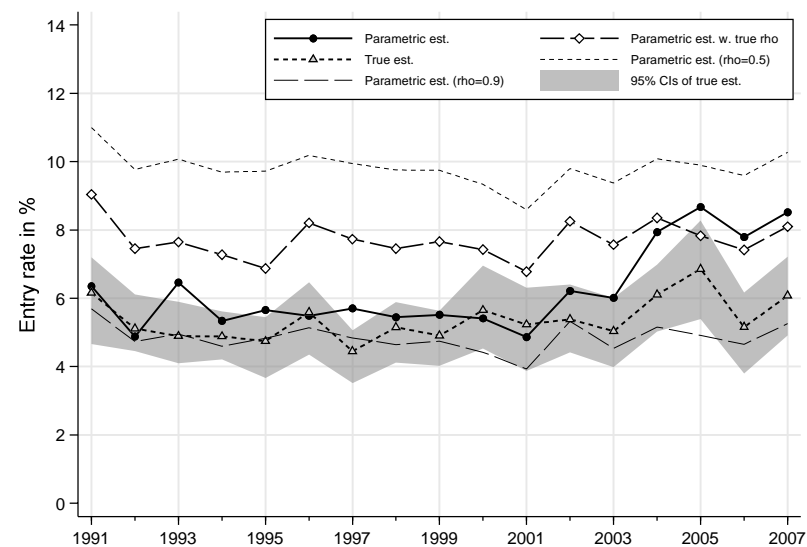 14
12
10
8
6
4
2
0
Entry rate in %
Parametric est.
Parametric est. w. true rho
True est.
Parametric est. (rho=0.5)
Parametric est. (rho=0.9)
95% CIs of true est.
1991 1993 1995 1997 1999 2001 2003 2005 2007